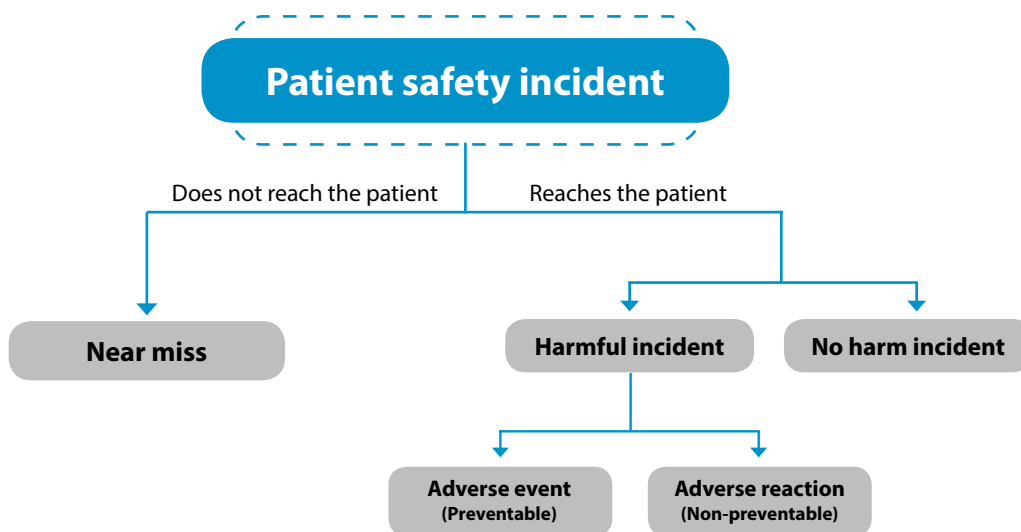 Patient safety incident
Does not reach the patient
Reaches the patient
Near miss
Harmful incident
No harm incident
Adverse event
(Preventable)
Adverse reaction
(Non-preventable)